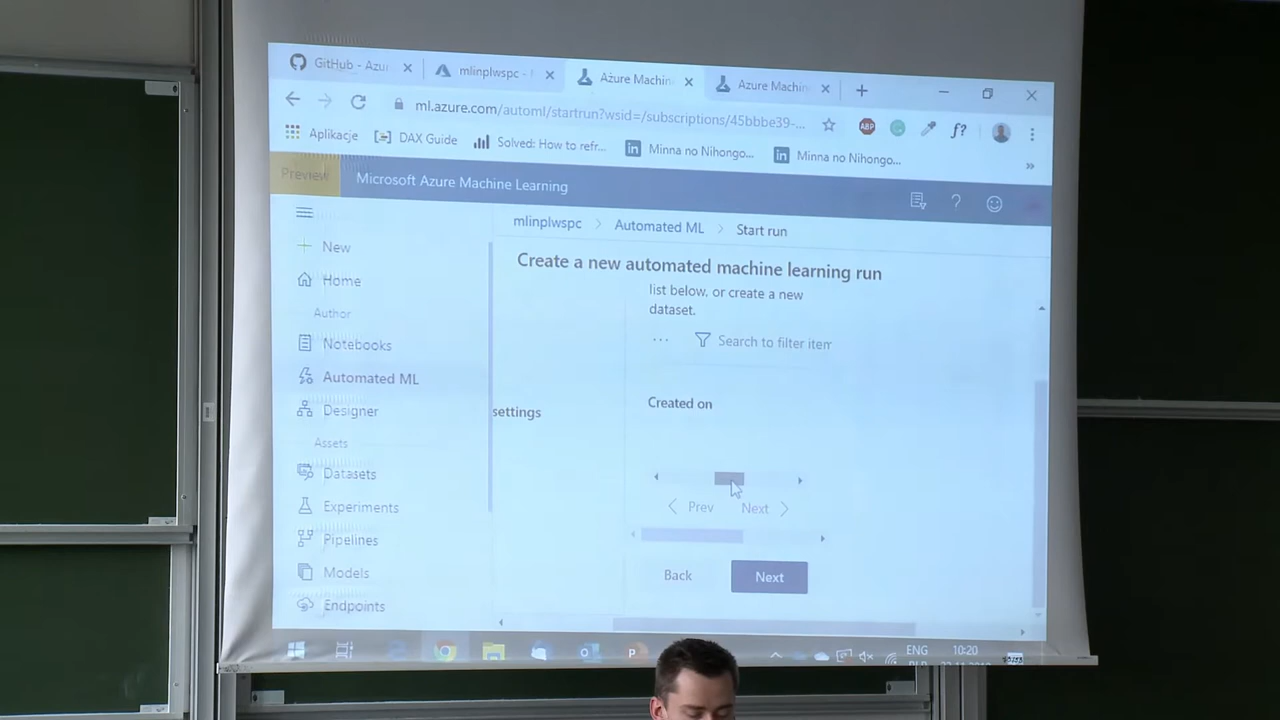 GitHub - Azu
mlinplwspc -
Azure Machin
Azure Machin
ml.azure.com/automl/startrun?wsid=/subscriptions/45bbbe39-...
ABP
f?
Aplikacje
DAX Guide
Solved: How to refr...
in
Minna no Nihongo...
in
Minna no Nihongo...
»
Preview
Microsoft Azure Machine Learning
?
mlinplwspc > Automated ML > Start run
New
Home
Author
Notebooks
Automated ML
Designer
Assets
Datasets
Experiments
Pipelines
Models
Endpoints
Create a new automated machine learning run
list below, or create a new
dataset.
... Search to filter item
Created on
settings
Prev Next
Back Next
ENG
10:20